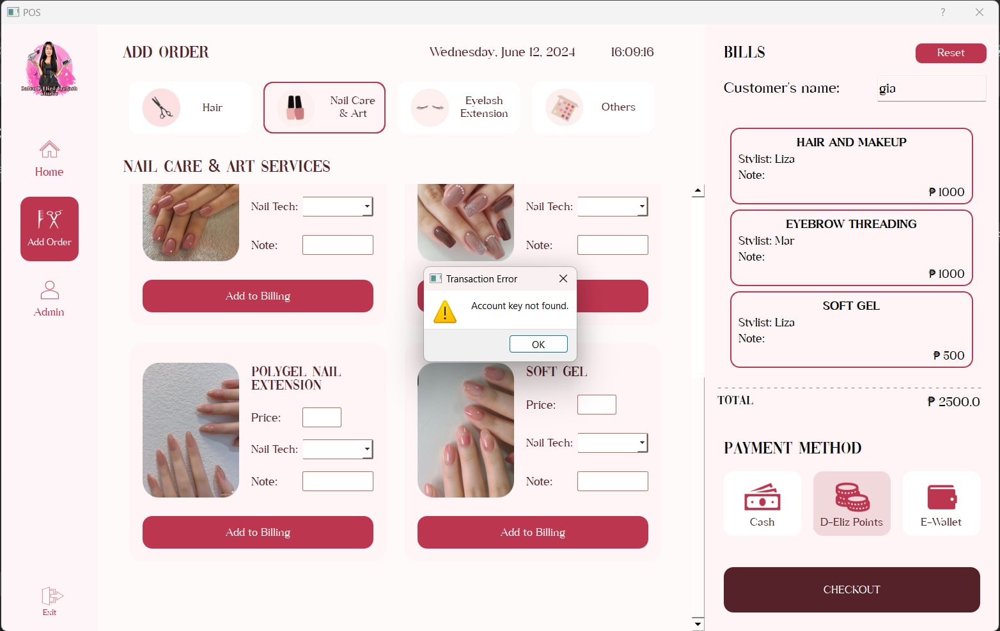 POS
?
Salon D'Eliz & Eyelash
Studio
Home
Add Order
Admin
Exit
ADD ORDER
Wednesday, June 12, 2024
16:09:16
Hair
Nail Care
& Art
Eyelash
Extension
Others
NAIL CARE & ART SERVICES
Nail Tech:
Note:
Add to Billing
Nail Tech:
Note:
Transaction Error
Account key not found.
OK
POLYGEL NAIL
EXTENSION
Price:
Nail Tech:
Note:
Add to Billing
SOFT GEL
Price:
Nail Tech:
Note:
Add to Billing
BILLS
Reset
Customer's name:
gia
HAIR AND MAKEUP
Stylist: Liza
Note:
₱ 1000
EYEBROW THREADING
Stylist: Mar
Note:
₱ 1000
SOFT GEL
Stylist: Liza
Note:
₱ 500
TOTAL
₱ 2500.0
PAYMENT METHOD
Cash
D-Eliz Points
E-Wallet
CHECKOUT